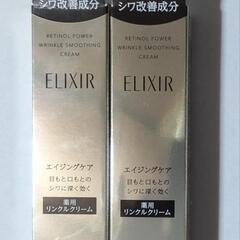 シワ改善成分
RETINOL POWER
WRINKLE SMOOTHING
CREAM
ELIXIR
エイジングケア
目もと口もとの
シワに深く効く
薬用
リンクルクリーム
シワ改善成分
RETINOL POWER
WRINKLE SMOOTHING
CREAM
ELIXIR
エイジングケア
目もと口もとの
シワに深く効く
薬用
リンクルクリーム